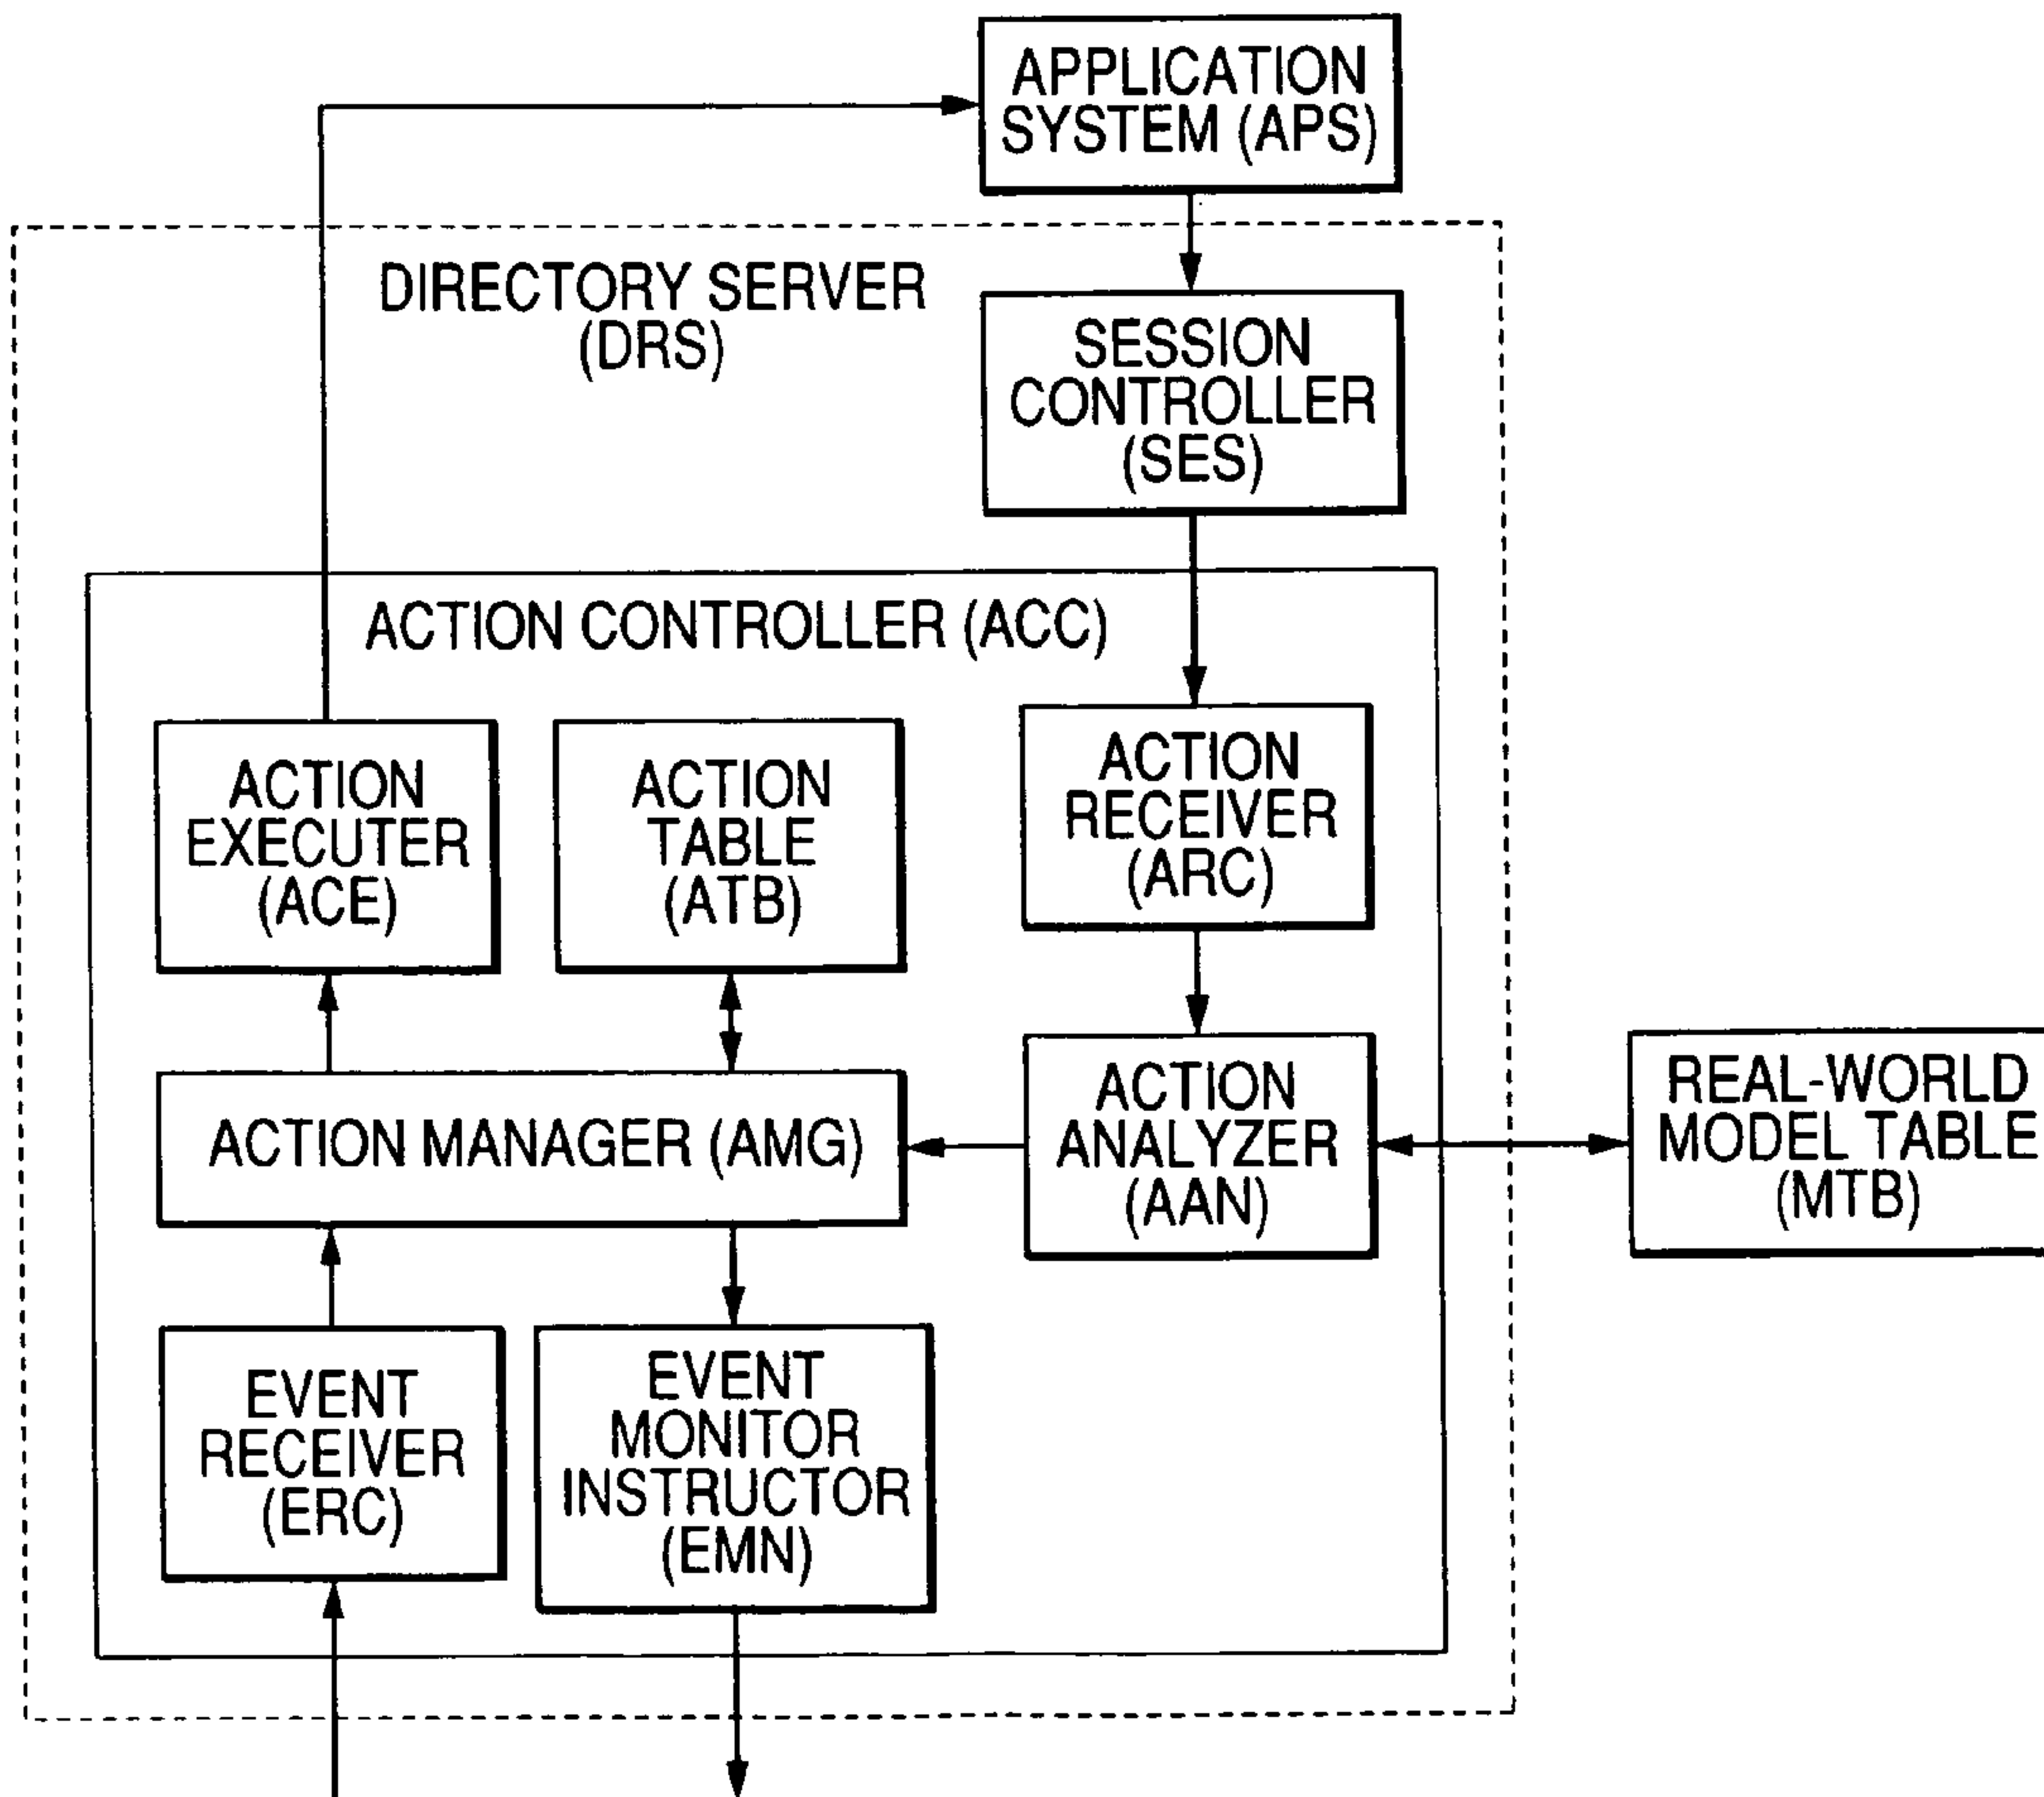 APPLICATION
SYSTEM (APS)
DIRECTORY SERVER
(DRS)
SESSION
CONTROLLER
(SES)
ACTION CONTROLLER (ACC)
ACTION
EXECUTER
(ACE)
ACTION
TABLE
(ATB)
ACTION
RECEIVER
(ARC)
ACTION MANAGER (AMG)
ACTION
ANALYZER
(AAN)
REAL-WORLD
MODEL TABLE
(MTB)
EVENT
RECEIVER
(ERC)
EVENT
MONITOR
INSTRUCTOR
(EMN)